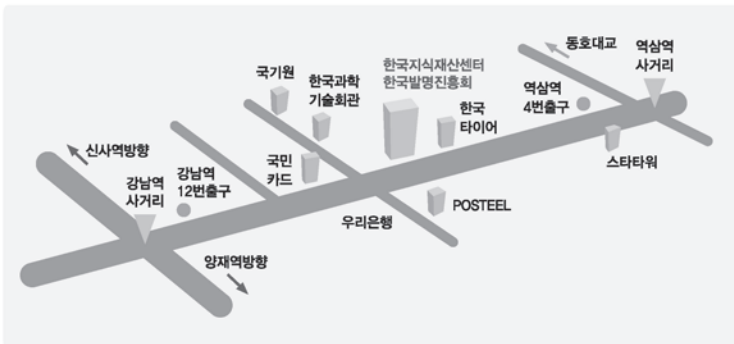 동호대교
역삼역
사거리
국기원
한국과학
기술회관
한국지식재산센터
한국발명진흥회
한국
타이어
역삼역
4번출구
신사역방향
강남역
사거리
강남역
12번출구
국민
카드
스타타워
우리은행
POSTEEL
양재역방향